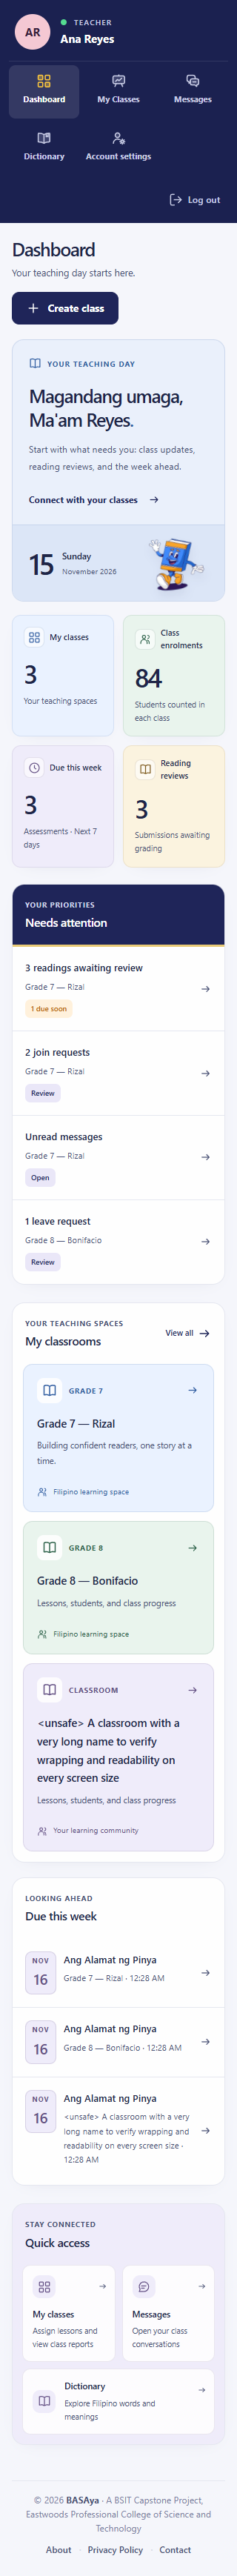 AR
TEACHER
Ana Reyes
Dashboard
My Classes
Messages
Dictionary
Account settings
Log out
Dashboard
Your teaching day starts here.
Create class
YOUR TEACHING DAY
Magandang umaga,
Ma'am Reyes.
Start with what needs you: class updates,
reading reviews, and the week ahead.
Connect with your classes
15
Sunday
November 2026
My classes
3
Your teaching spaces
Class
enrolments
84
Students counted in
each class
Due this week
3
Assessments · Next 7
days
Reading
reviews
3
Submissions awaiting
grading
YOUR PRIORITIES
Needs attention
3 readings awaiting review
Grade 7 — Rizal
1 due soon
2 join requests
Grade 7 — Rizal
Review
Unread messages
Grade 7 — Rizal
Open
1 leave request
Grade 8 — Bonifacio
Review
YOUR TEACHING SPACES
My classrooms
View all
GRADE 7
Grade 7 — Rizal
Building confident readers, one story at a
time.
Filipino learning space
GRADE 8
Grade 8 — Bonifacio
Lessons, students, and class progress
Filipino learning space
CLASSROOM
<unsafe> A classroom with a
very long name to verify
wrapping and readability on
every screen size
Lessons, students, and class progress
Your learning community
LOOKING AHEAD
Due this week
NOV
16
Ang Alamat ng Pinya
Grade 7 — Rizal · 12:28 AM
NOV
16
Ang Alamat ng Pinya
Grade 8 — Bonifacio · 12:28 AM
NOV
16
Ang Alamat ng Pinya
<unsafe> A classroom with a very
long name to verify wrapping and
readability on every screen size ·
12:28 AM
STAY CONNECTED
Quick access
My classes
Assign lessons and
view class reports
Messages
Open your class
conversations
Dictionary
Explore Filipino words and
meanings
© 2026 BASAya · A BSIT Capstone Project,
Eastwoods Professional College of Science and
Technology
About · Privacy Policy · Contact